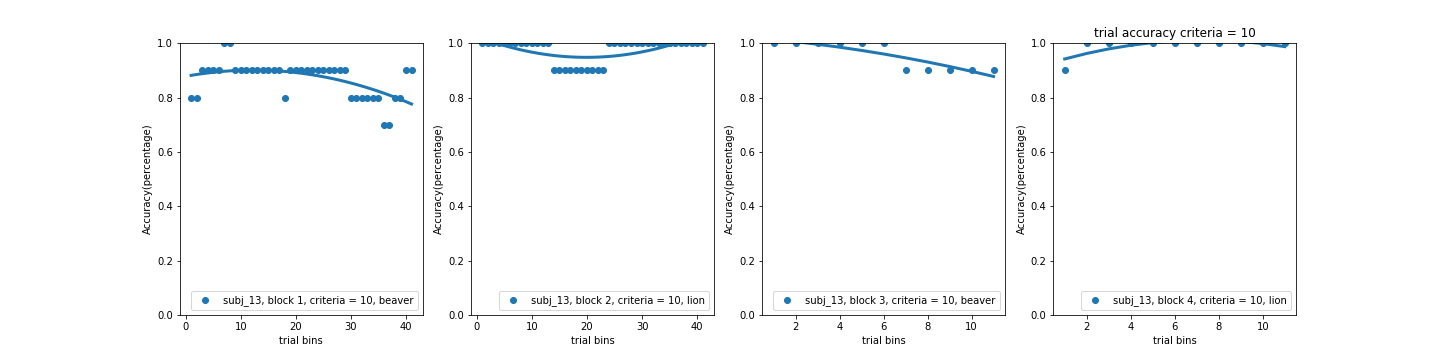 trial accuracy criteria = 10
1.0
0.8
0.6
0.4
0.2
0.0
Accuracy(percentage)
subj_13, block 1, criteria = 10, beaver
0 10 20 30 40
trial bins
1.0
0.8
0.6
0.4
0.2
0.0
Accuracy(percentage)
subj_13, block 2, criteria = 10, lion
0 10 20 30 40
trial bins
1.0
0.8
0.6
0.4
0.2
0.0
Accuracy(percentage)
subj_13, block 3, criteria = 10, beaver
2 4 6 8 10
trial bins
1.0
0.8
0.6
0.4
0.2
0.0
Accuracy(percentage)
subj_13, block 4, criteria = 10, lion
2 4 6 8 10
trial bins